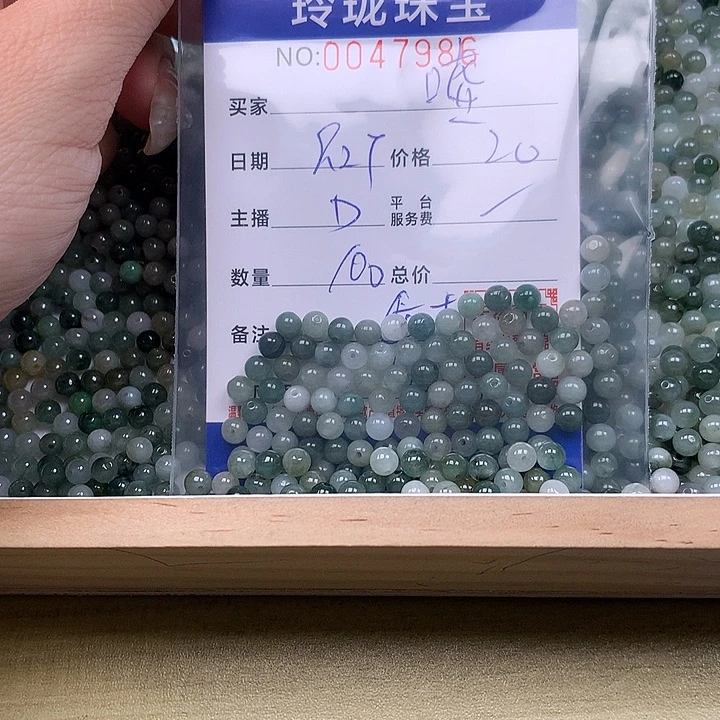 玲珑珠宝
NO:0047986
买家
日期 价格 20
主播 D 平台服务费 /
数量 100 总价
备注